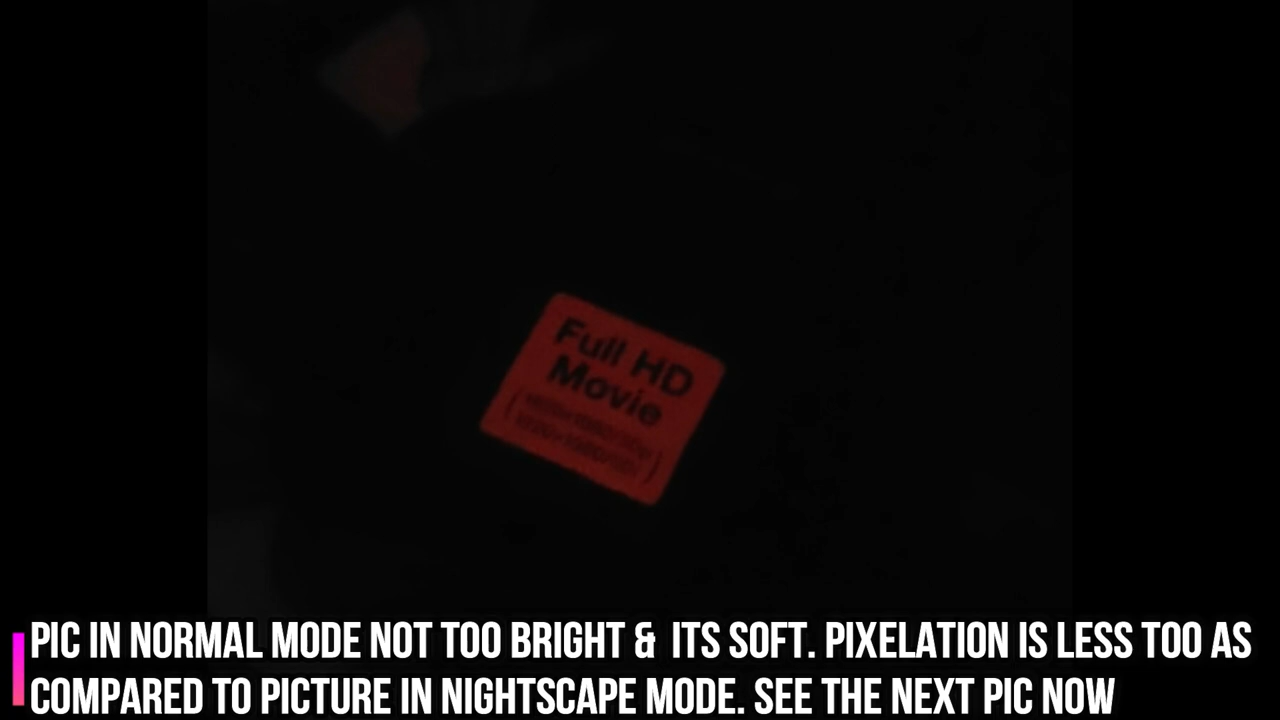 Full HD
Movie
PIC IN NORMAL MODE NOT TOO BRIGHT & ITS SOFT. PIXELATION IS LESS TOO AS
COMPARED TO PICTURE IN NIGHTSCAPE MODE. SEE THE NEXT PIC NOW